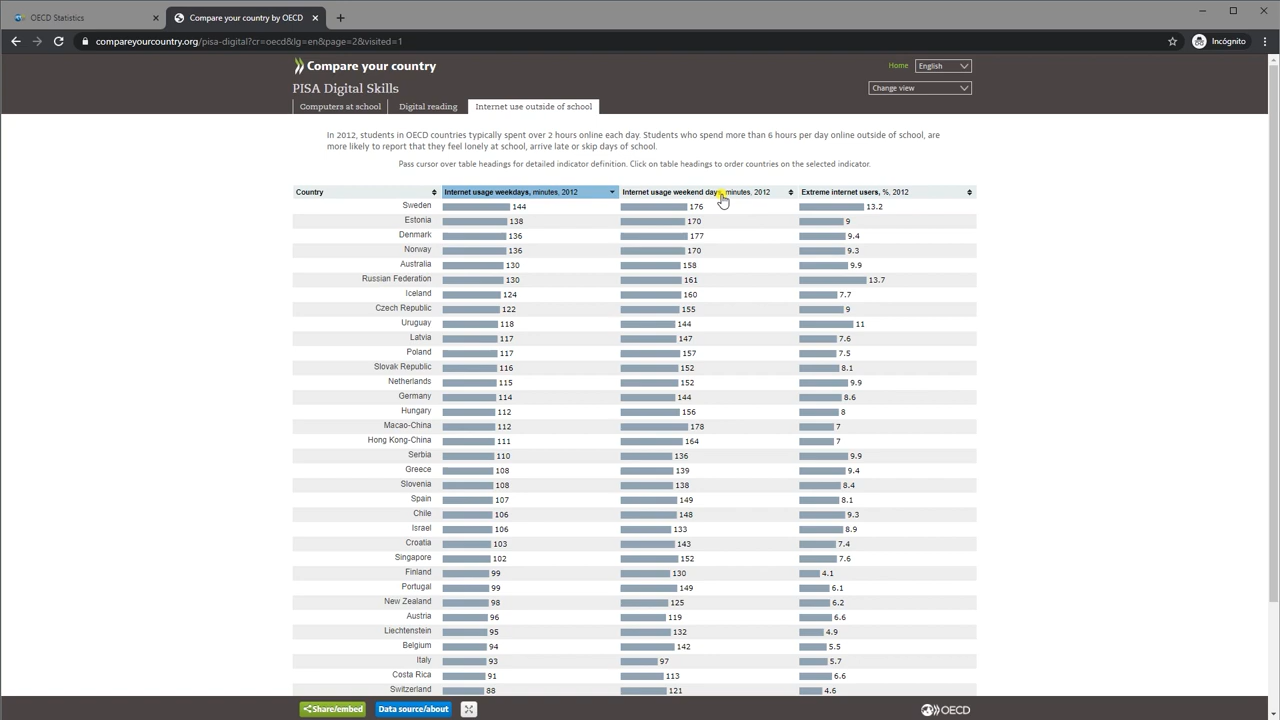 OECD Statistics
Compare your country by OECD
compareyourcountry.org/pisa-digital?cr=oecd&lg=en&page=2&visited=1
Incógnito
Compare your country
Home
English
PISA Digital Skills
Change view
Computers at school
Digital reading
Internet use outside of school
In 2012, students in OECD countries typically spent over 2 hours online each day. Students who spend more than 6 hours per day online outside of school, are
more likely to report that they feel lonely at school, arrive late or skip days of school.
Pass cursor over table headings for detailed indicator definition. Click on table headings to order countries on the selected indicator.
Country Internet usage weekdays, minutes, 2012 Internet usage weekend days, minutes, 2012 Extreme internet users, %, 2012
Sweden 144 176 13.2
Estonia 138 170 9
Denmark 136 177 9.4
Norway 136 170 9.3
Australia 130 158 9.9
Russian Federation 130 161 13.7
Iceland 124 160 7.7
Czech Republic 122 155 9
Uruguay 118 144 11
Latvia 117 147 7.6
Poland 117 157 7.5
Slovak Republic 116 152 8.1
Netherlands 115 152 9.9
Germany 114 144 8.6
Hungary 112 156 8
Macao-China 112 178 7
Hong Kong-China 111 164 7
Serbia 110 136 9.9
Greece 108 139 9.4
Slovenia 108 138 8.4
Spain 107 149 8.1
Chile 106 148 9.3
Israel 106 133 8.9
Croatia 103 143 7.4
Singapore 102 152 7.6
Finland 99 130 4.1
Portugal 99 149 6.1
New Zealand 98 125 6.2
Austria 96 119 6.6
Liechtenstein 95 132 4.9
Belgium 94 142 5.5
Italy 93 97 5.7
Costa Rica 91 113 6.6
Switzerland 88 121 4.6
Share/embed
Data source/about
OECD